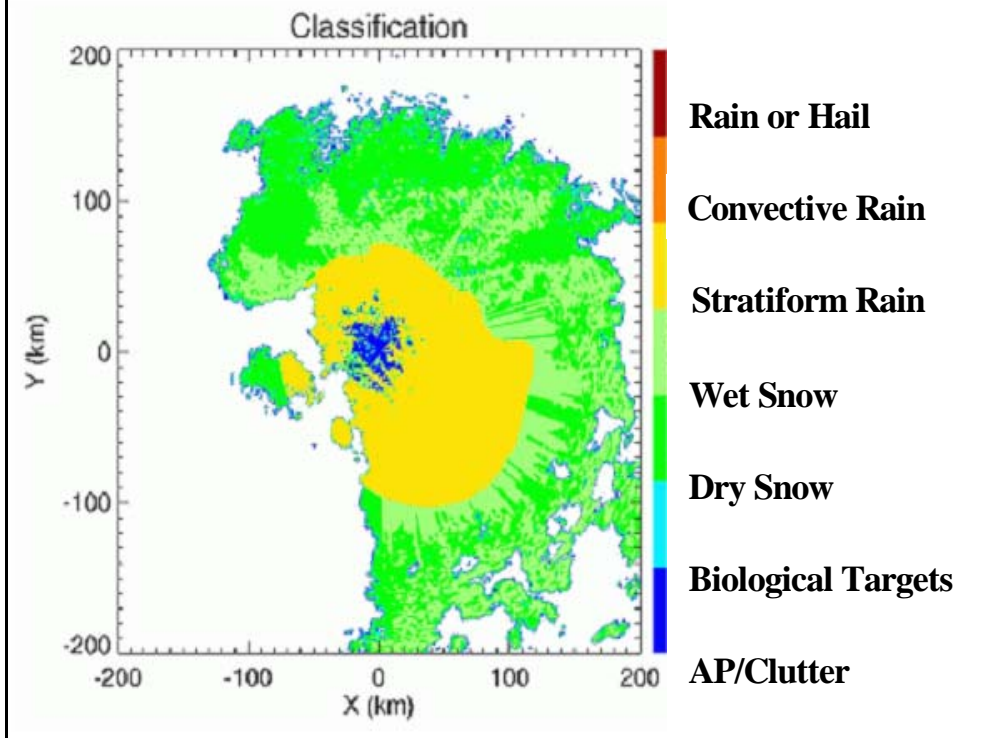 Classification
200
100
0
-100
-200
Y (km)
-200 -100 0 100 200
X (km)
Rain or Hail
Convective Rain
Stratiform Rain
Wet Snow
Dry Snow
Biological Targets
AP/Clutter